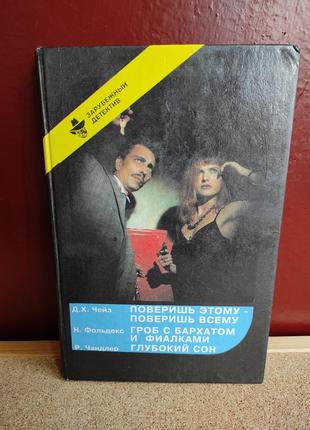 ЗАРУБЕЖНЫЙ
ДЕТЕКТИВ
Д.Х. Чейз ПОВЕРИШЬ ЭТОМУ -
ПОВЕРИШЬ ВСЕМУ
Н. Фольдекс ГРОБ С БАРХАТОМ
И ФИАЛКАМИ
Р. Чандлер ГЛУБОКИЙ СОН